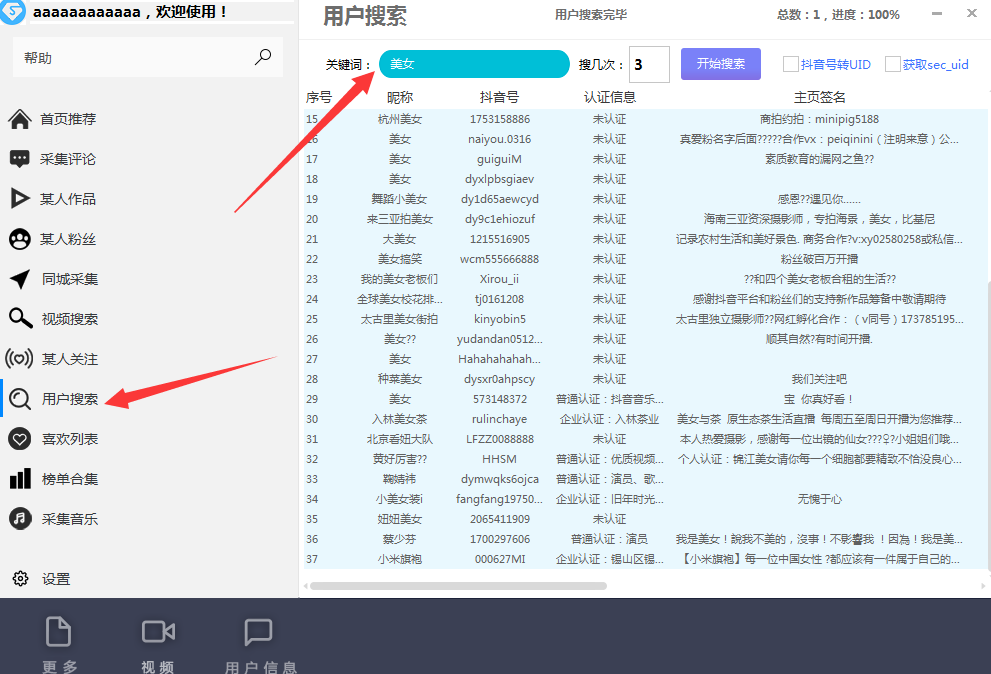 aaaaaaaaaaaa，欢迎使用！
用户搜索
用户搜索完毕
总数：1，进度：100%
帮助
关键词：
美女
搜几次：
3
开始搜索
抖音号转UID
获取sec_uid
首页推荐
采集评论
某人作品
某人粉丝
同城采集
视频搜索
某人关注
用户搜索
喜欢列表
榜单合集
采集音乐
设置
序号 昵称 抖音号 认证信息 主页签名
15 杭州美女 1753158886 未认证 商拍约拍：minipig5188
16 美女 naiyou.0316 未认证 真爱粉名字后面?????合作vx：peiqinini（注明来意）公...
17 美女 guiguiM 未认证 素质教育的漏网之鱼??
18 美女 dyxlpbsgiaev 未认证
19 舞蹈小美女 dy1d65aewcyd 未认证 感恩??遇见你......
20 来三亚拍美女 dy9c1ehiozuf 未认证 海南三亚资深摄影师，专拍海景，美女，比基尼
21 大美女 1215516905 未认证 记录农村生活和美好景色. 商务合作?v:xy02580258或私信...
22 美女搞笑 wcm555666888 未认证 粉丝破百万开播
23 我的美女老板们 Xirou_ii 未认证 ??和四个美女老板合租的生活??
24 全球美女校花排... tj0161208 未认证 感谢抖音平台和粉丝们的支持新作品筹备中敬请期待
25 太古里美女街拍 kinyobin5 未认证 太古里独立摄影师??网红孵化合作：（v同号）173785195...
26 美女?? yudandan0512... 未认证 顺其自然?有时间开播.
27 美女 Hahahahahah... 未认证
28 种菜美女 dysxr0ahpscy 未认证 我们关注吧
29 美女 573148372 普通认证：抖音音乐... 宝 你真好看！
30 入林美女茶 rulinchaye 企业认证：入林茶业 美女与茶 原生态茶生活直播 每周五至周日开播为您推荐...
31 北京看妞大队 LFZZ0088888 未认证 本人热爱摄影，感谢每一位出镜的仙女???♀?小姐姐们哦...
32 黄好厉害?? HHSM 普通认证：优质视频... 个人认证：锦江美女请你每一个细胞都要精致不怕没良心...
33 鞠婧祎 dymwqks6ojca 普通认证：演员、歌...
34 小美女装i fangfang19750... 企业认证：旧年时光... 无愧于心
35 妞妞美女 2065411909 未认证
36 蔡少芬 1700297606 普通认证：演员 我是美女！說我不美的，沒事！不影響我 ！因為！我是美...
37 小米旗袍 000627MI 企业认证：锡山区锡... 【小米旗袍】每一位中国女性 ?都应该有一件属于自己的...
更多
视频
用户信息